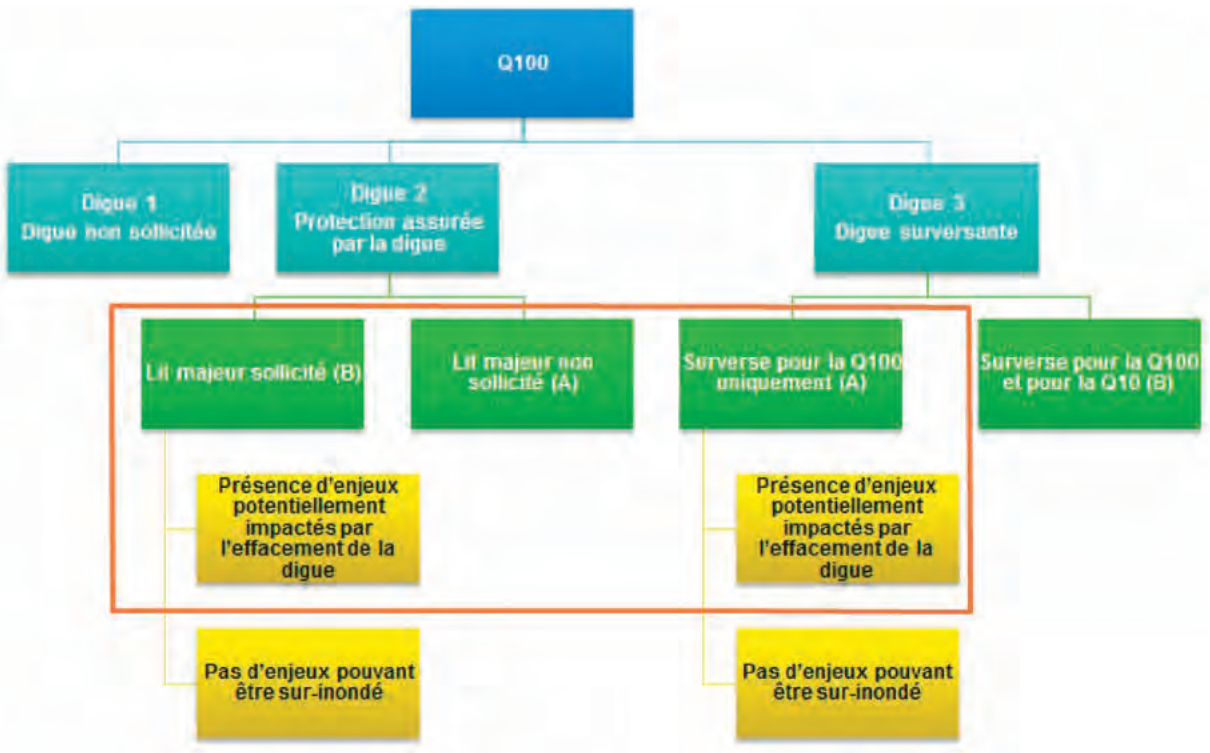 Q100
Digue 1
Digue non sollicitée
Digue 2
Protection assurée
par la digue
Digue 3
Digue surversante
Lit majeur sollicité (B)
Lit majeur non
sollicité (A)
Surverse pour la Q100
uniquement (A)
Surverse pour la Q100
et pour la Q10 (B)
Présence d'enjeux
potentiellement
impactés par
l'effacement de la
digue
Présence d'enjeux
potentiellement
impactés par
l'effacement de la
digue
Pas d'enjeux pouvant
être sur-inondé
Pas d'enjeux pouvant
être sur-inondé